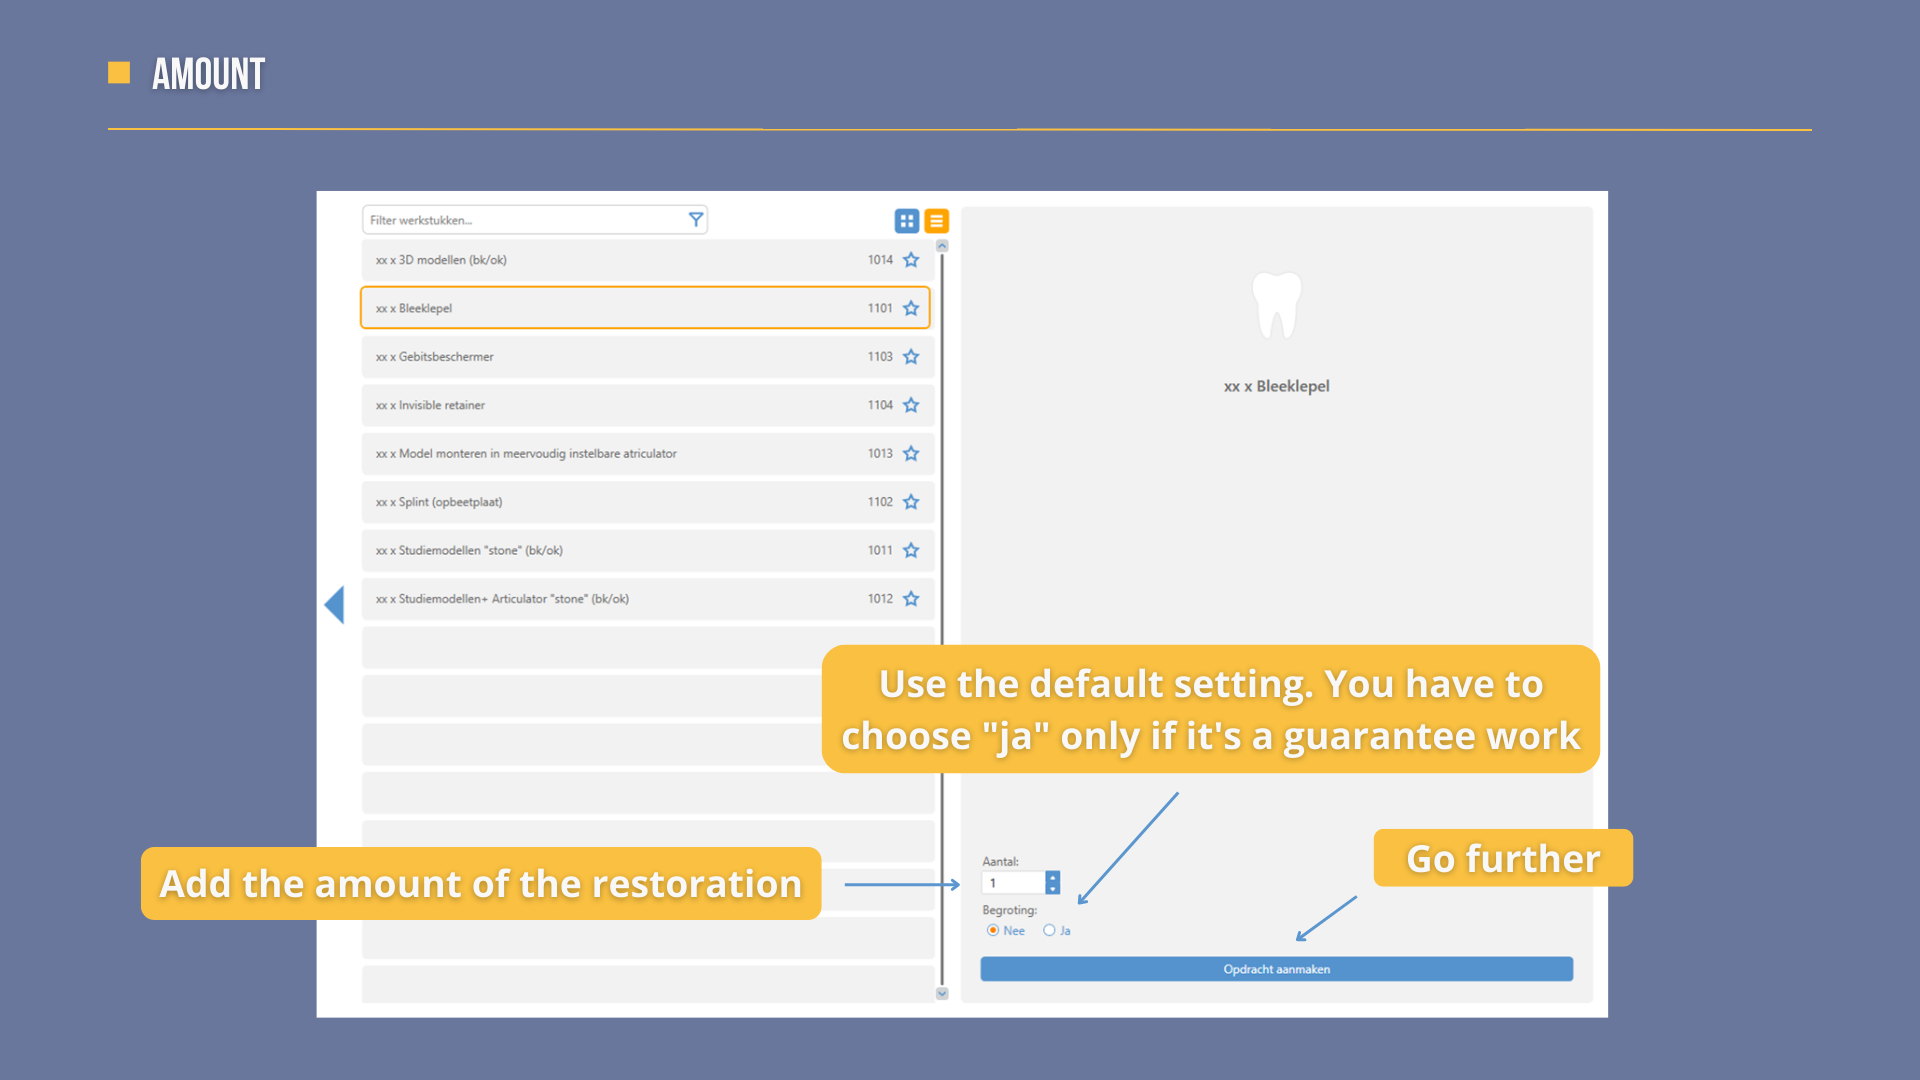 AMOUNT
Filter werkstukken...
xx x 3D modellen (bk/ok) 1014
xx x Bleeklepel 1101
xx x Gebitsbeschermer 1103
xx x Invisible retainer 1104
xx x Model monteren in meervoudig instelbare atriculator 1013
xx x Splint (opbeetplaat) 1102
xx x Studiemodellen "stone" (bk/ok) 1011
xx x Studiemodellen+ Articulator "stone" (bk/ok) 1012
xx x Bleeklepel
Use the default setting. You have to
choose "ja" only if it's a guarantee work
Add the amount of the restoration
Go further
Aantal:
1
Begroting:
Nee Ja
Opdracht aanmaken